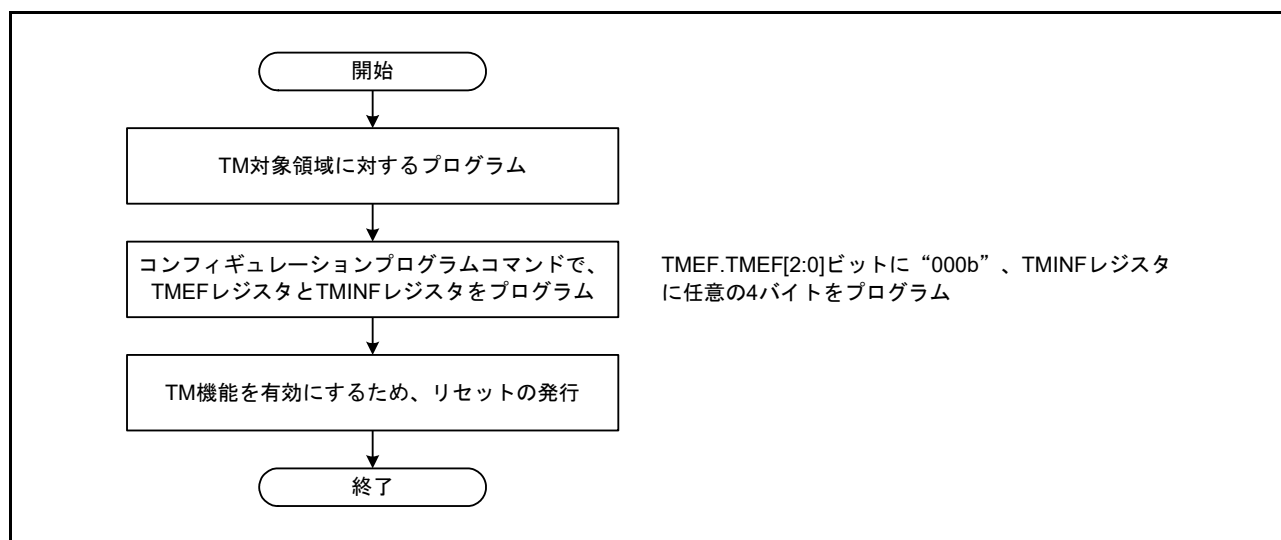 開始
TM対象領域に対するプログラム
コンフィギュレーションプログラムコマンドで、
TMEFレジスタとTMINFレジスタをプログラム
TMEF.TMEF[2:0]ビットに“000b”、TMINFレジスタ
に任意の4バイトをプログラム
TM機能を有効にするため、リセットの発行
終了